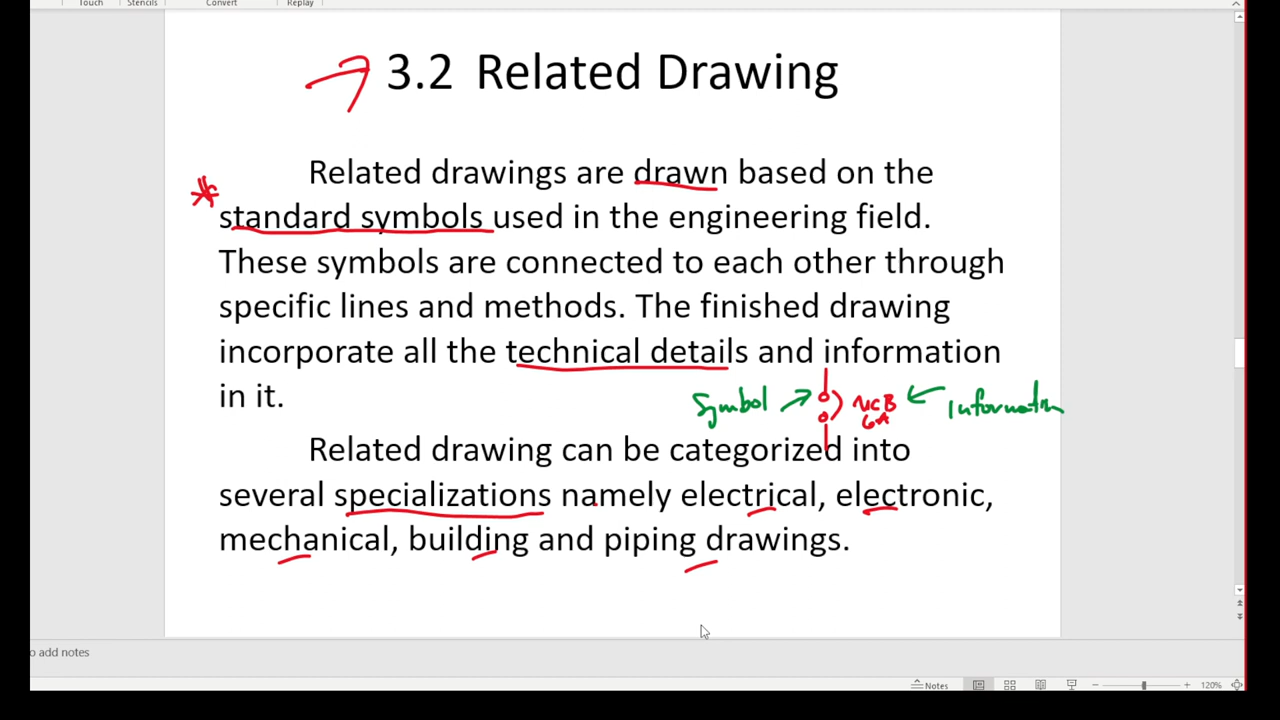 Touch Stencils Convert Replay
3.2 Related Drawing
Related drawings are drawn based on the
standard symbols used in the engineering field.
These symbols are connected to each other through
specific lines and methods. The finished drawing
incorporate all the technical details and information
in it.
Symbol MCB Information
6A
Related drawing can be categorized into
several specializations namely electrical, electronic,
mechanical, building and piping drawings.
o add notes
Notes 120%